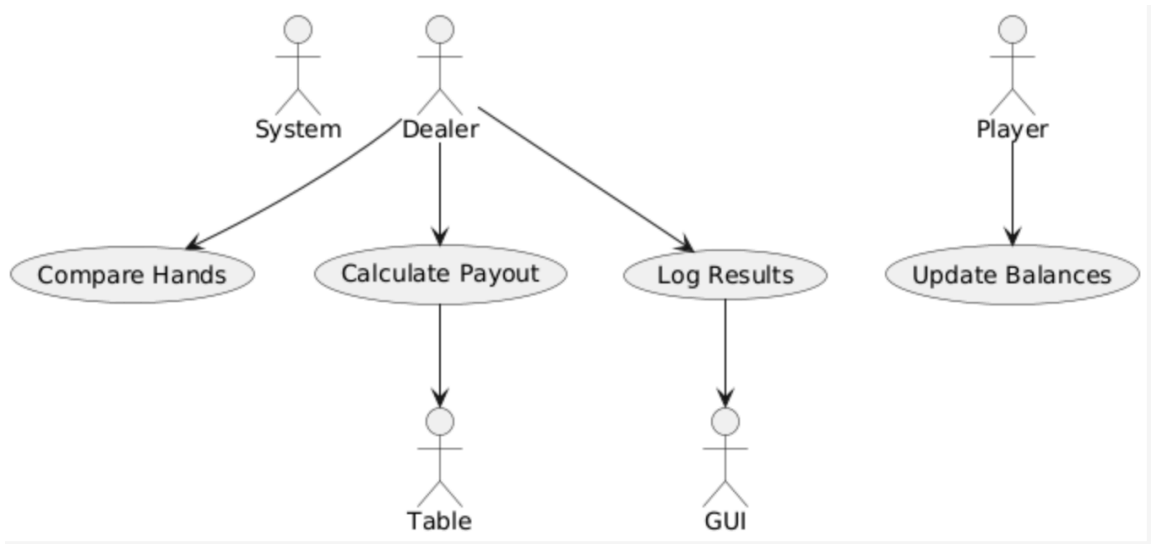 System
Dealer
Player
Compare Hands
Calculate Payout
Log Results
Update Balances
Table
GUI